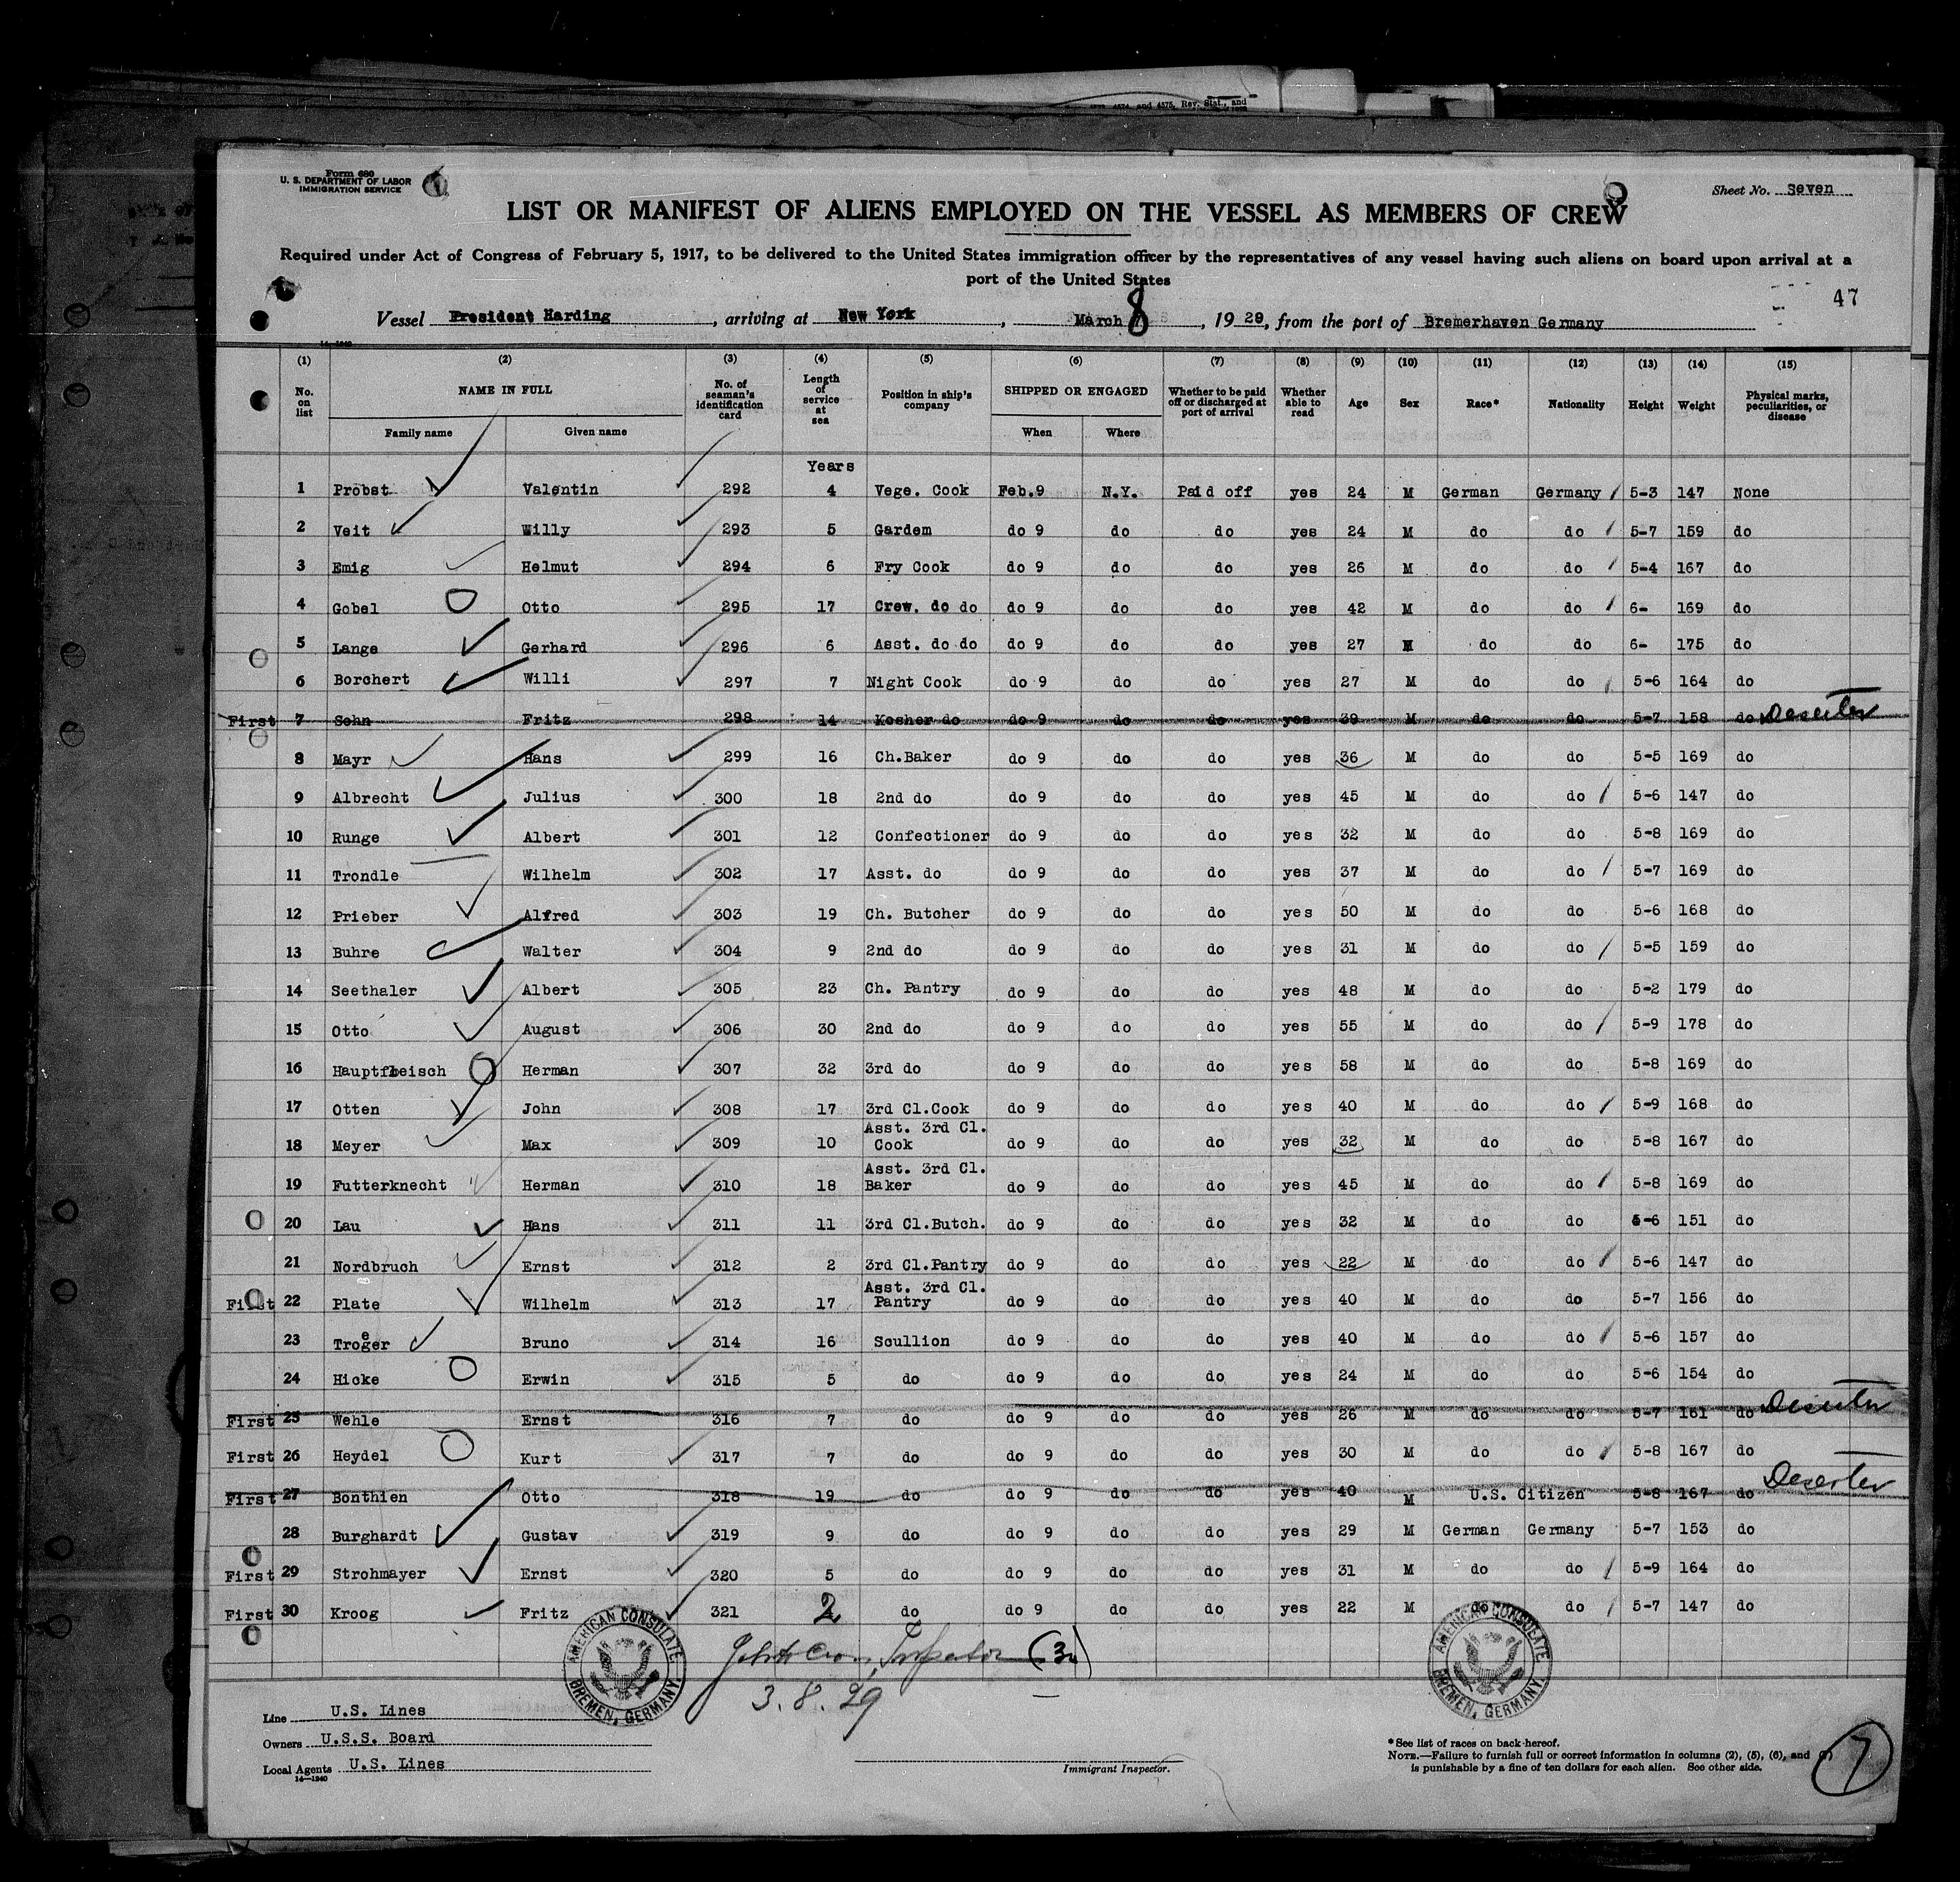 4574, and 4575, Rev. Stat., and
Form 680
U. S. DEPARTMENT OF LABOR
IMMIGRATION SERVICE
Sheet No. Seven
LIST OR MANIFEST OF ALIENS EMPLOYED ON THE VESSEL AS MEMBERS OF CREW
Required under Act of Congress of February 5, 1917, to be delivered to the United States immigration officer by the representatives of any vessel having such aliens on board upon arrival at a
port of the United States
47
Vessel President Harding, arriving at New York, March 8, 1929, from the port of Bremerhaven Germany
14—1240
(1) (2) (3) (4) (5) (6) (7) (8) (9) (10) (11) (12) (13) (14) (15)
No. on list NAME IN FULL No. of seaman's identification card Length of service at sea Position in ship's company SHIPPED OR ENGAGED Whether to be paid off or discharged at port of arrival Whether able to read Age Sex Race* Nationality Height Weight Physical marks, peculiarities, or disease
Family name Given name When Where
Years
1 Probst Valentin 292 4 Vege. Cook Feb.9 N.Y. Paid off yes 24 M German Germany 5-3 147 None
2 Veit Willy 293 5 Gardem do 9 do do yes 24 M do do 5-7 159 do
3 Emig Helmut 294 6 Fry Cook do 9 do do yes 26 M do do 5-4 167 do
4 Gobel Otto 295 17 Crew. do do do 9 do do yes 42 M do do 6- 169 do
5 Lange Gerhard 296 6 Asst. do do do 9 do do yes 27 M do do 6- 175 do
6 Borchert Willi 297 7 Night Cook do 9 do do yes 27 M do do 5-6 164 do
First 7 Sohn Fritz 298 14 Kosher do do 9 do do yes 39 M do do 5-7 158 do Deserter
8 Mayr Hans 299 16 Ch.Baker do 9 do do yes 36 M do do 5-5 169 do
9 Albrecht Julius 300 18 2nd do do 9 do do yes 45 M do do 5-6 147 do
10 Runge Albert 301 12 Confectioner do 9 do do yes 32 M do do 5-8 169 do
11 Trondle Wilhelm 302 17 Asst. do do 9 do do yes 37 M do do 5-7 169 do
12 Prieber Alfred 303 19 Ch. Butcher do 9 do do yes 50 M do do 5-6 168 do
13 Buhre Walter 304 9 2nd do do 9 do do yes 31 M do do 5-5 159 do
14 Seethaler Albert 305 23 Ch. Pantry do 9 do do yes 48 M do do 5-2 179 do
15 Otto August 306 30 2nd do do 9 do do yes 55 M do do 5-9 178 do
16 Hauptfleisch Herman 307 32 3rd do do 9 do do yes 58 M do do 5-8 169 do
17 Otten John 308 17 3rd Cl.Cook do 9 do do yes 40 M do do 5-9 168 do
18 Meyer Max 309 10 Asst. 3rd Cl. Cook do 9 do do yes 32 M do do 5-8 167 do
19 Futterknecht Herman 310 18 Asst. 3rd Cl. Baker do 9 do do yes 45 M do do 5-8 169 do
20 Lau Hans 311 11 3rd Cl.Butch. do 9 do do yes 32 M do do 5-6 151 do
21 Nordbruch Ernst 312 2 3rd Cl.Pantry do 9 do do yes 22 M do do 5-6 147 do
First 22 Plate Wilhelm 313 17 Asst. 3rd Cl. Pantry do 9 do do yes 40 M do do 5-7 156 do
23 Troeger Bruno 314 16 Scullion do 9 do do yes 40 M do do 5-6 157 do
24 Hicke Erwin 315 5 do do 9 do do yes 24 M do do 5-6 154 do
First 25 Wehle Ernst 316 7 do do 9 do do yes 26 M do do 5-7 161 do Deserter
First 26 Heydel Kurt 317 7 do do 9 do do yes 30 M do do 5-8 167 do
First 27 Bonthien Otto 318 19 do do 9 do do yes 40 M U.S. Citizen 5-8 167 do Deserter
28 Burghardt Gustav 319 9 do do 9 do do yes 29 M German Germany 5-7 153 do
First 29 Strohmayer Ernst 320 5 do do 9 do do yes 31 M do do 5-9 164 do
First 30 Kroog Fritz 321 2 do do 9 do do yes 22 M do do 5-7 147 do
AMERICAN CONSULATE BREMEN, GERMANY.
Inspector
3.8.29
AMERICAN CONSULATE BREMEN, GERMANY.
Line U.S. Lines
Owners U.S.S. Board
Local Agents U.S. Lines
14—1240
Immigrant Inspector.
*See list of races on back hereof.
NOTE.—Failure to furnish full or correct information in columns (2), (5), (6), and (7)
is punishable by a fine of ten dollars for each alien. See other side.
7